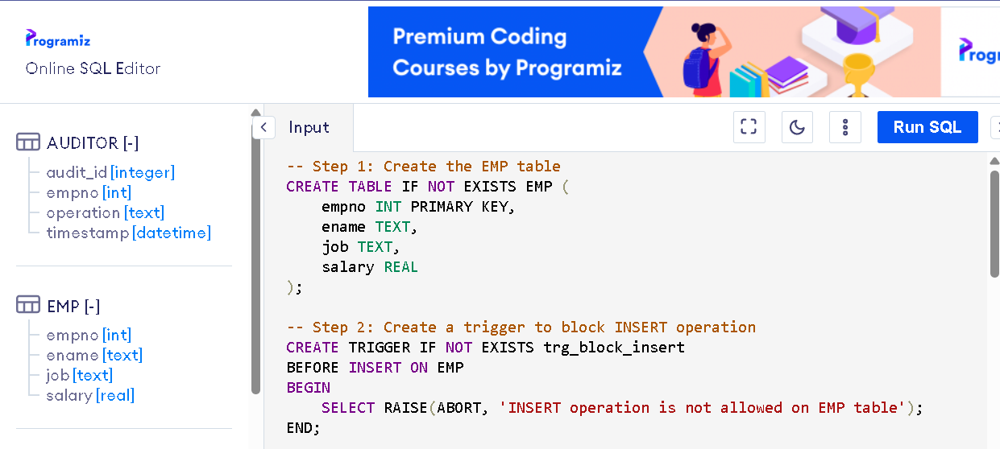 Programiz
Online SQL Editor
Premium Coding
Courses by Programiz
Input
Run SQL
AUDITOR [-]
audit_id [integer]
empno [int]
operation [text]
timestamp [datetime]
EMP [-]
empno [int]
ename [text]
job [text]
salary [real]
-- Step 1: Create the EMP table
CREATE TABLE IF NOT EXISTS EMP (
    empno INT PRIMARY KEY,
    ename TEXT,
    job TEXT,
    salary REAL
);
-- Step 2: Create a trigger to block INSERT operation
CREATE TRIGGER IF NOT EXISTS trg_block_insert
BEFORE INSERT ON EMP
BEGIN
    SELECT RAISE(ABORT, 'INSERT operation is not allowed on EMP table');
END;